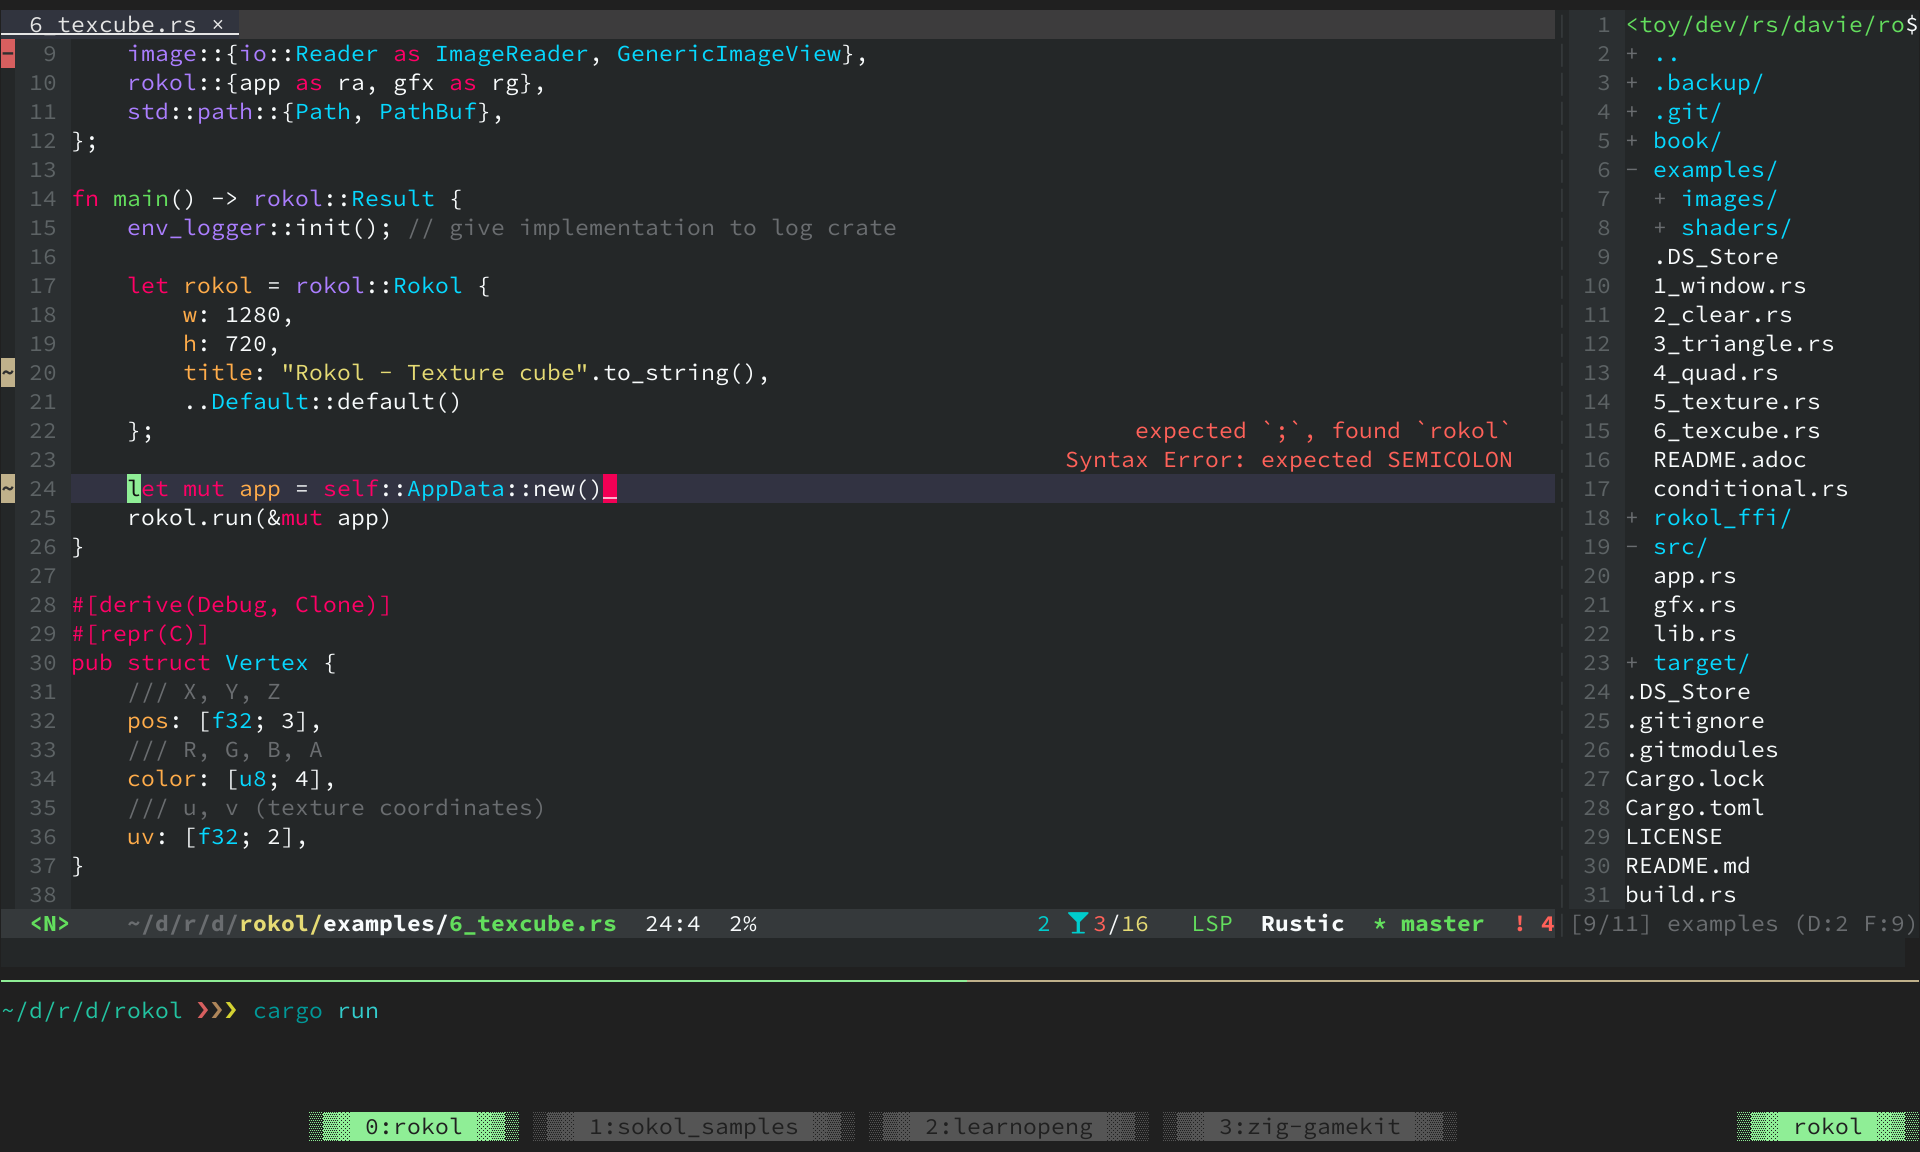 6_texcube.rs ×
- 9 image::{io::Reader as ImageReader, GenericImageView},
10 rokol::{app as ra, gfx as rg},
11 std::path::{Path, PathBuf},
12 };
13
14 fn main() -> rokol::Result {
15 env_logger::init(); // give implementation to log crate
16
17 let rokol = rokol::Rokol {
18 w: 1280,
19 h: 720,
~ 20 title: "Rokol - Texture cube".to_string(),
21 ..Default::default()
22 }; expected `;`, found `rokol`
23 Syntax Error: expected SEMICOLON
~ 24 let mut app = self::AppData::new()
25 rokol.run(&mut app)
26 }
27
28 #[derive(Debug, Clone)]
29 #[repr(C)]
30 pub struct Vertex {
31 /// X, Y, Z
32 pos: [f32; 3],
33 /// R, G, B, A
34 color: [u8; 4],
35 /// u, v (texture coordinates)
36 uv: [f32; 2],
37 }
38
<N> ~/d/r/d/rokol/examples/6_texcube.rs 24:4 2% 2 3/16 LSP Rustic * master ! 4
1 <toy/dev/rs/davie/ro$
2 + ..
3 + .backup/
4 + .git/
5 + book/
6 - examples/
7 + images/
8 + shaders/
9 .DS_Store
10 1_window.rs
11 2_clear.rs
12 3_triangle.rs
13 4_quad.rs
14 5_texture.rs
15 6_texcube.rs
16 README.adoc
17 conditional.rs
18 + rokol_ffi/
19 - src/
20 app.rs
21 gfx.rs
22 lib.rs
23 + target/
24 .DS_Store
25 .gitignore
26 .gitmodules
27 Cargo.lock
28 Cargo.toml
29 LICENSE
30 README.md
31 build.rs
[9/11] examples (D:2 F:9)
~/d/r/d/rokol ❯❯❯ cargo run
0:rokol 1:sokol_samples 2:learnopeng 3:zig-gamekit rokol